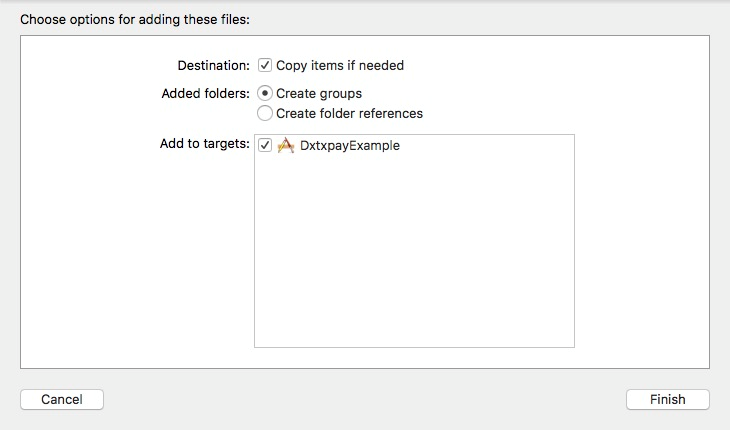 Choose options for adding these files:
Destination: Copy items if needed
Added folders: Create groups
Create folder references
Add to targets: DxtxpayExample
Cancel Finish